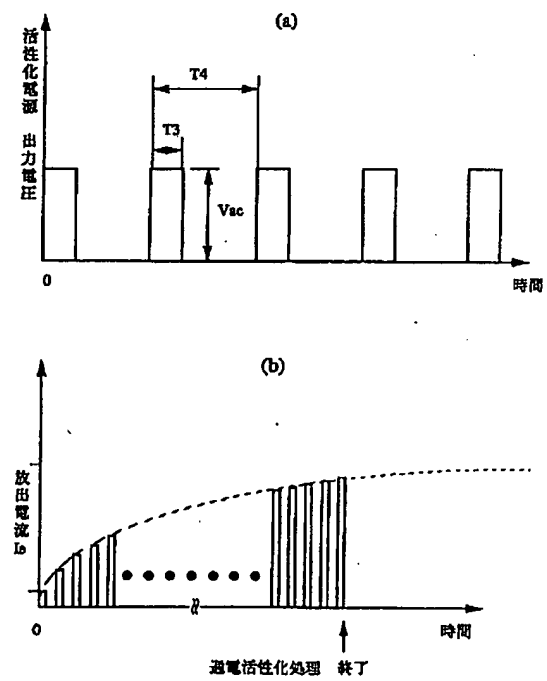 (a)
活性化電源 出力電圧
T4
T3
Vac
0
時間
(b)
放出電流 Ie
0
時間
通電活性化処理 終了